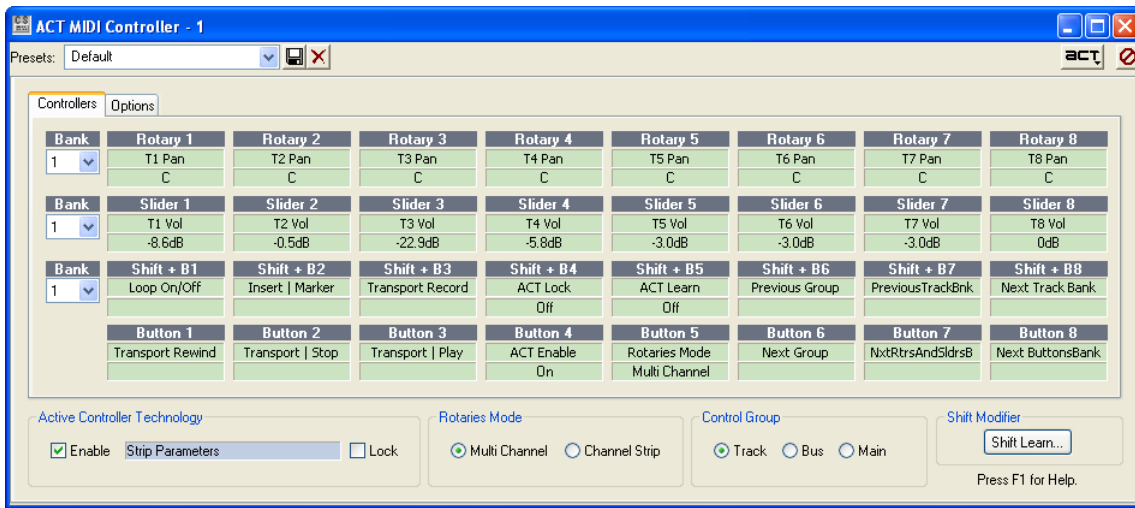 ACT MIDI Controller - 1
Presets: Default act
Controllers Options
Bank Rotary 1 Rotary 2 Rotary 3 Rotary 4 Rotary 5 Rotary 6 Rotary 7 Rotary 8
1 T1 Pan T2 Pan T3 Pan T4 Pan T5 Pan T6 Pan T7 Pan T8 Pan
C C C C C C C C
Bank Slider 1 Slider 2 Slider 3 Slider 4 Slider 5 Slider 6 Slider 7 Slider 8
1 T1 Vol T2 Vol T3 Vol T4 Vol T5 Vol T6 Vol T7 Vol T8 Vol
-8.6dB -0.5dB -22.9dB -5.8dB -3.0dB -3.0dB -3.0dB 0dB
Bank Shift + B1 Shift + B2 Shift + B3 Shift + B4 Shift + B5 Shift + B6 Shift + B7 Shift + B8
1 Loop On/Off Insert | Marker Transport Record ACT Lock ACT Learn Previous Group PreviousTrackBnk Next Track Bank
Off Off
Button 1 Button 2 Button 3 Button 4 Button 5 Button 6 Button 7 Button 8
Transport Rewind Transport | Stop Transport | Play ACT Enable Rotaries Mode Next Group NxtRtrsAndSldrsB Next ButtonsBank
On Multi Channel
Active Controller Technology Rotaries Mode Control Group Shift Modifier
Enable Strip Parameters Lock Multi Channel Channel Strip Track Bus Main Shift Learn...
Press F1 for Help.